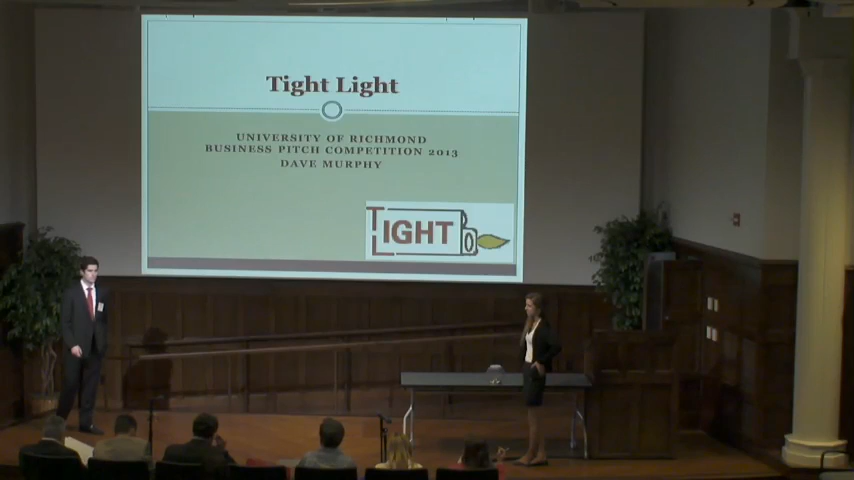 Tight Light
UNIVERSITY OF RICHMOND
BUSINESS PITCH COMPETITION 2013
DAVE MURPHY
TIGHT